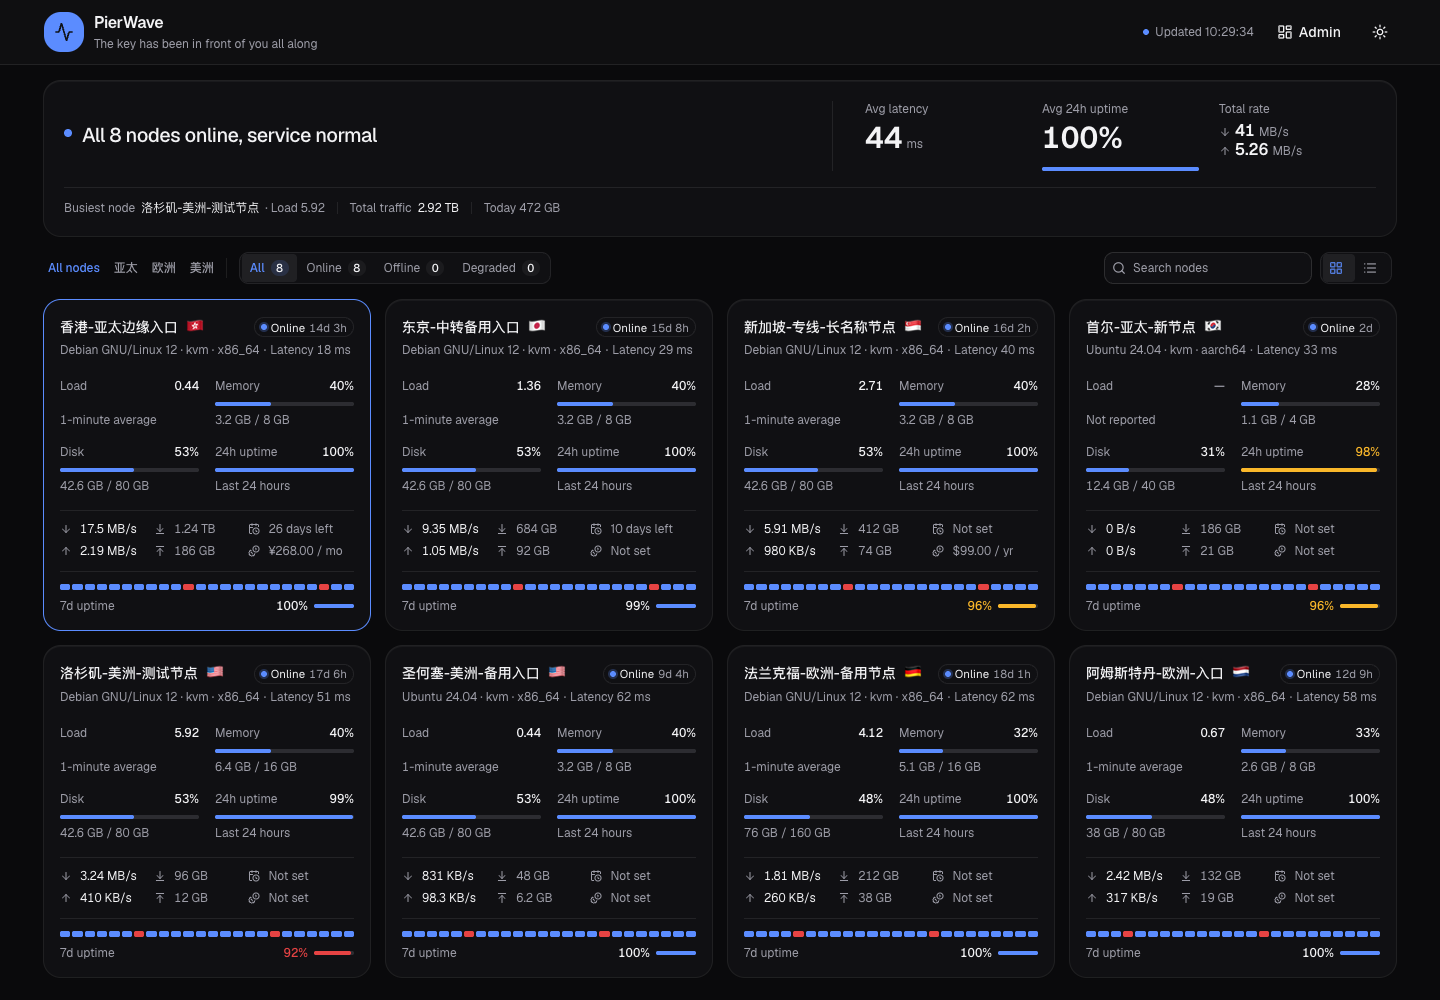 PierWave
The key has been in front of you all along
Updated 10:29:34
Admin
All 8 nodes online, service normal
Avg latency
44 ms
Avg 24h uptime
100%
Total rate
↓ 41 MB/s
↑ 5.26 MB/s
Busiest node 洛杉矶-美洲-测试节点 · Load 5.92
Total traffic 2.92 TB
Today 472 GB
All nodes 亚太 欧洲 美洲
All 8 Online 8 Offline 0 Degraded 0
Search nodes
香港-亚太边缘入口 🇭🇰 Online 14d 3h
Debian GNU/Linux 12 · kvm · x86_64 · Latency 18 ms
Load 0.44 Memory 40%
1-minute average 3.2 GB / 8 GB
Disk 53% 24h uptime 100%
42.6 GB / 80 GB Last 24 hours
↓ 17.5 MB/s 1.24 TB 26 days left
↑ 2.19 MB/s 186 GB ¥268.00 / mo
7d uptime 100%
东京-中转备用入口 🇯🇵 Online 15d 8h
Debian GNU/Linux 12 · kvm · x86_64 · Latency 29 ms
Load 1.36 Memory 40%
1-minute average 3.2 GB / 8 GB
Disk 53% 24h uptime 100%
42.6 GB / 80 GB Last 24 hours
↓ 9.35 MB/s 684 GB 10 days left
↑ 1.05 MB/s 92 GB Not set
7d uptime 99%
新加坡-专线-长名称节点 🇸🇬 Online 16d 2h
Debian GNU/Linux 12 · kvm · x86_64 · Latency 40 ms
Load 2.71 Memory 40%
1-minute average 3.2 GB / 8 GB
Disk 53% 24h uptime 100%
42.6 GB / 80 GB Last 24 hours
↓ 5.91 MB/s 412 GB Not set
↑ 980 KB/s 74 GB $99.00 / yr
7d uptime 96%
首尔-亚太-新节点 🇰🇷 Online 2d
Ubuntu 24.04 · kvm · aarch64 · Latency 33 ms
Load — Memory 28%
Not reported 1.1 GB / 4 GB
Disk 31% 24h uptime 98%
12.4 GB / 40 GB Last 24 hours
↓ 0 B/s 186 GB Not set
↑ 0 B/s 21 GB Not set
7d uptime 96%
洛杉矶-美洲-测试节点 🇺🇸 Online 17d 6h
Debian GNU/Linux 12 · kvm · x86_64 · Latency 51 ms
Load 5.92 Memory 40%
1-minute average 6.4 GB / 16 GB
Disk 53% 24h uptime 99%
42.6 GB / 80 GB Last 24 hours
↓ 3.24 MB/s 96 GB Not set
↑ 410 KB/s 12 GB Not set
7d uptime 92%
圣何塞-美洲-备用入口 🇺🇸 Online 9d 4h
Ubuntu 24.04 · kvm · x86_64 · Latency 62 ms
Load 0.44 Memory 40%
1-minute average 3.2 GB / 8 GB
Disk 53% 24h uptime 100%
42.6 GB / 80 GB Last 24 hours
↓ 831 KB/s 48 GB Not set
↑ 98.3 KB/s 6.2 GB Not set
7d uptime 100%
法兰克福-欧洲-备用节点 🇩🇪 Online 18d 1h
Debian GNU/Linux 12 · kvm · x86_64 · Latency 62 ms
Load 4.12 Memory 32%
1-minute average 5.1 GB / 16 GB
Disk 48% 24h uptime 100%
76 GB / 160 GB Last 24 hours
↓ 1.81 MB/s 212 GB Not set
↑ 260 KB/s 38 GB Not set
7d uptime 100%
阿姆斯特丹-欧洲-入口 🇳🇱 Online 12d 9h
Debian GNU/Linux 12 · kvm · x86_64 · Latency 58 ms
Load 0.67 Memory 33%
1-minute average 2.6 GB / 8 GB
Disk 48% 24h uptime 100%
38 GB / 80 GB Last 24 hours
↓ 2.42 MB/s 132 GB Not set
↑ 317 KB/s 19 GB Not set
7d uptime 100%